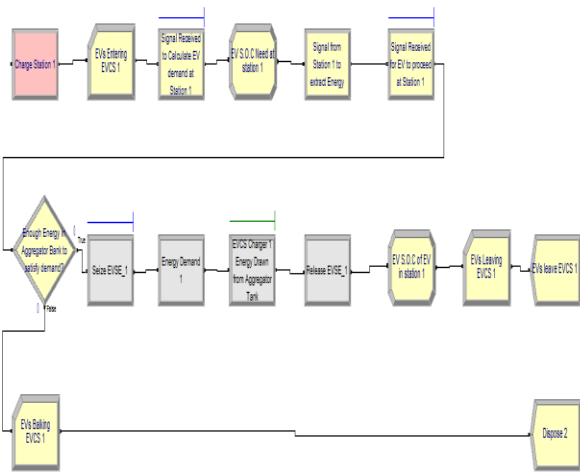 Charge Station 1
EVs Entering
EVCS 1
Signal Received
to Calculate EV
demand at
Station 1
EV S.O.C Need at
station 1
Signal from
Station 1 to
extract Energy
Signal Received
for EV to proceed
at Station 1
Enough Energy in
Aggregator Bank to
satisfy demand?
0
True
0
False
Seize EVSE_1
Energy Demand
1
EVCS Charger 1
Energy Drawn
from Aggregator
Tank
Release EVSE_1
EV S.O.C of EV
in station 1
EVs Leaving
EVCS 1
EVs leave EVCS 1
EVs Balking
EVCS 1
Dispose 2